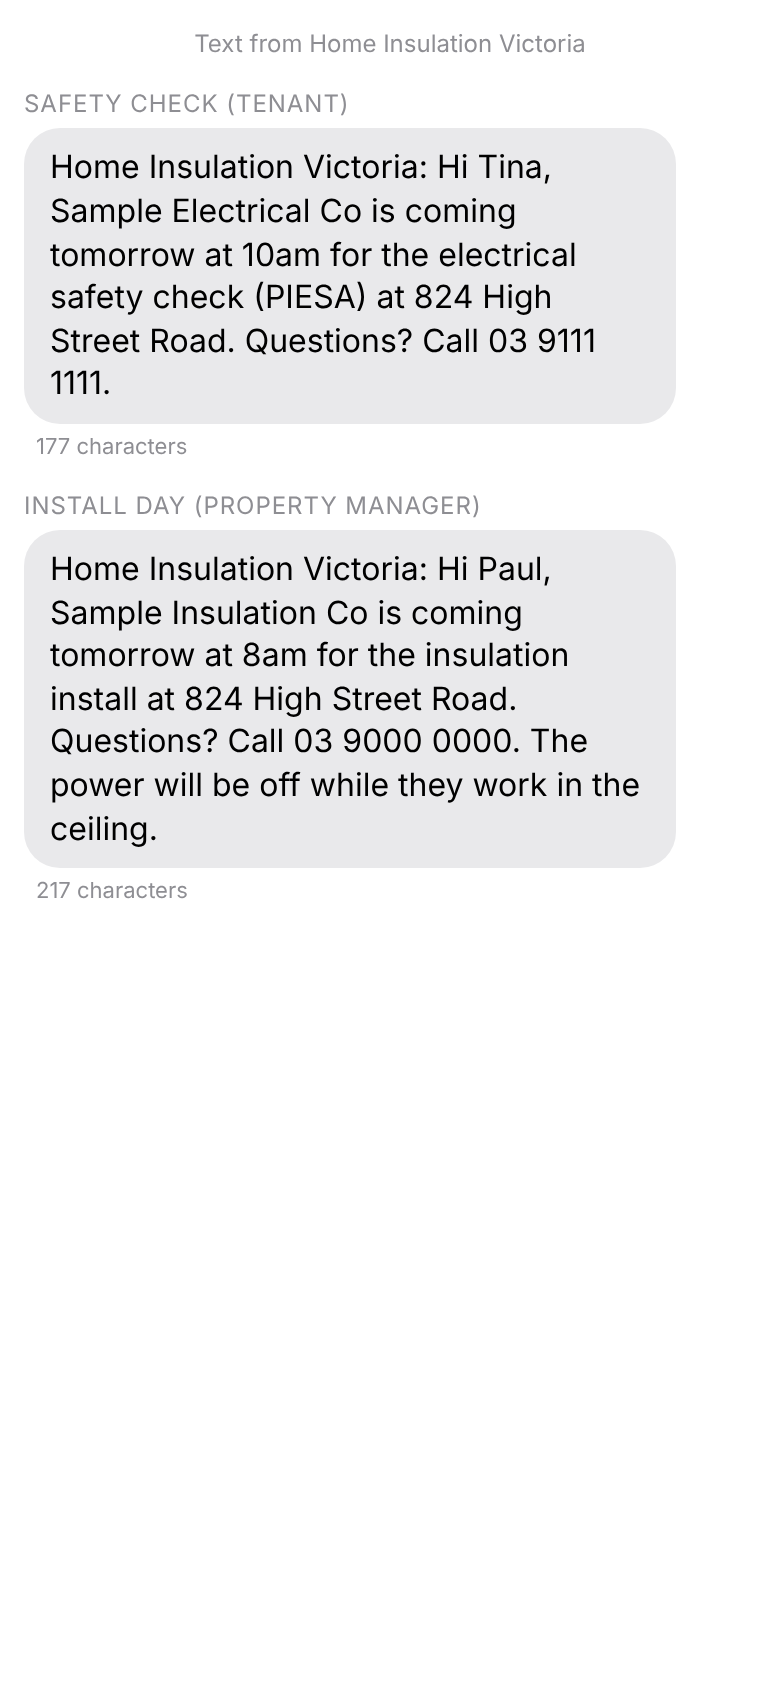 Text from Home Insulation Victoria
SAFETY CHECK (TENANT)
Home Insulation Victoria: Hi Tina,
Sample Electrical Co is coming
tomorrow at 10am for the electrical
safety check (PIESA) at 824 High
Street Road. Questions? Call 03 9111
1111.
177 characters
INSTALL DAY (PROPERTY MANAGER)
Home Insulation Victoria: Hi Paul,
Sample Insulation Co is coming
tomorrow at 8am for the insulation
install at 824 High Street Road.
Questions? Call 03 9000 0000. The
power will be off while they work in the
ceiling.
217 characters